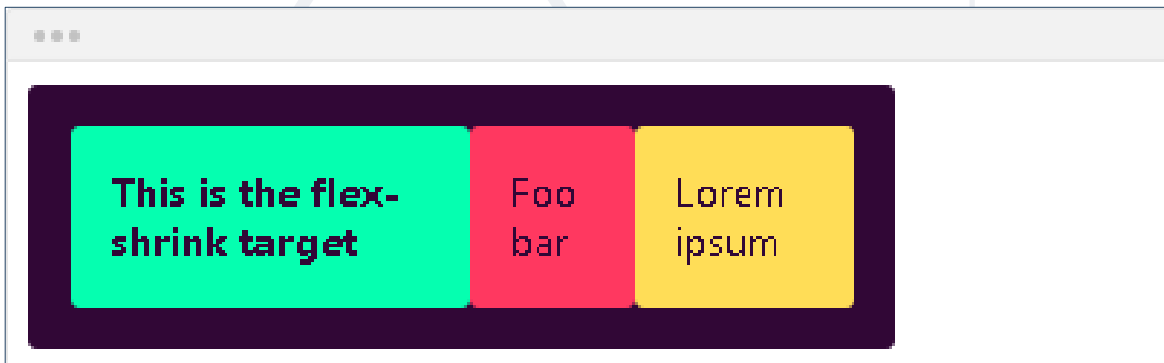 This is the flex-
shrink target
Foo
bar
Lorem
ipsum